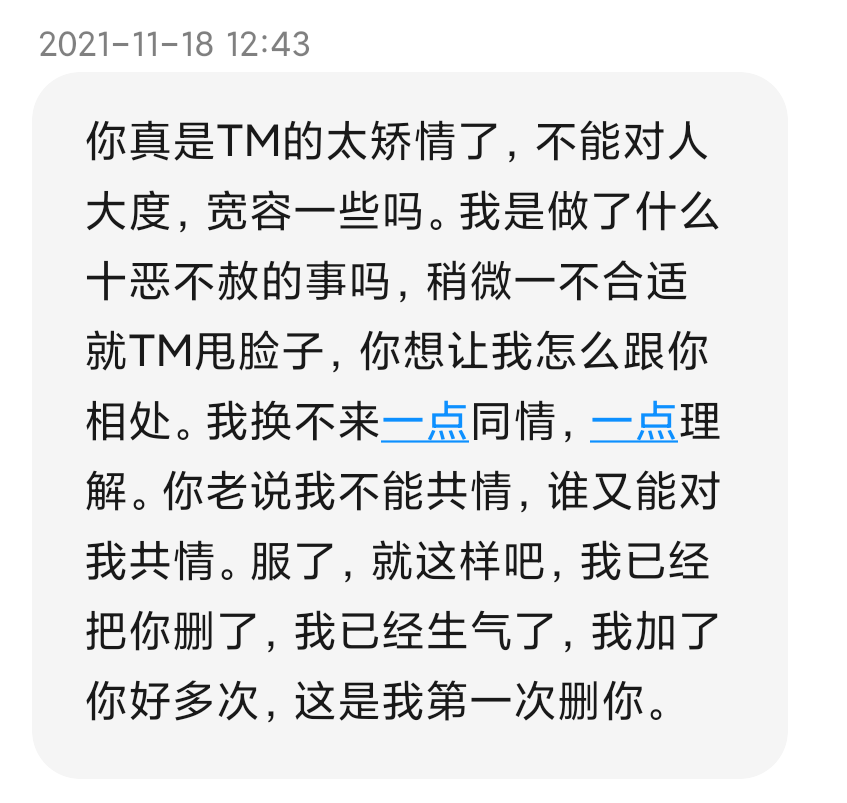 2021-11-18 12:43
你真是TM的太矫情了，不能对人
大度，宽容一些吗。我是做了什么
十恶不赦的事吗，稍微一不合适
就TM甩脸子，你想让我怎么跟你
相处。我换不来一点同情，一点理
解。你老说我不能共情，谁又能对
我共情。服了，就这样吧，我已经
把你删了，我已经生气了，我加了
你好多次，这是我第一次删你。